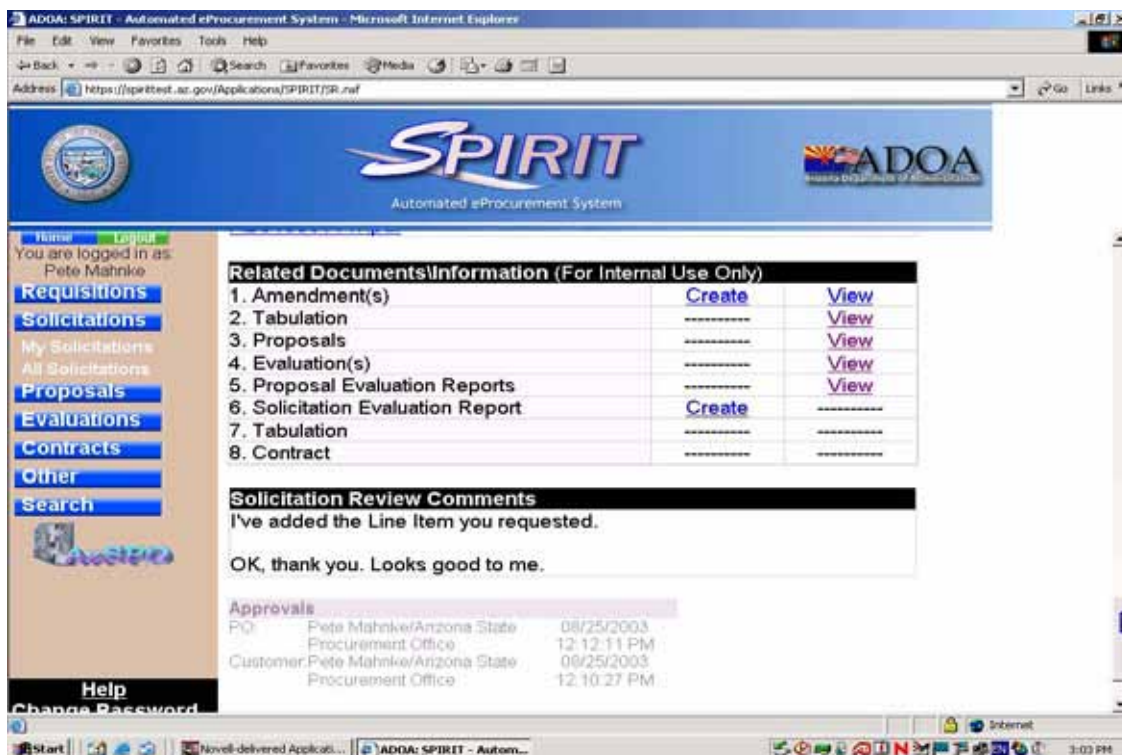 ADOA: SPIRIT - Automated eProcurement System - Microsoft Internet Explorer
File Edit View Favorites Tools Help
Back Search Favorites Media
Address https://spirittest.az.gov/Applications/SPIRIT/SR.nsf Go Links
SPIRIT
Automated eProcurement System
ADOA
Home Logout
You are logged in as:
Pete Mahnke
Requisitions
Solicitations
My Solicitations
All Solicitations
Proposals
Evaluations
Contracts
Other
Search
Help
Change Password
Related Documents\Information (For Internal Use Only)
1. Amendment(s) Create View
2. Tabulation ---------- View
3. Proposals ---------- View
4. Evaluation(s) ---------- View
5. Proposal Evaluation Reports ---------- View
6. Solicitation Evaluation Report Create ----------
7. Tabulation ---------- ----------
8. Contract ---------- ----------
Solicitation Review Comments
I've added the Line Item you requested.
OK, thank you. Looks good to me.
Approvals
PO: Pete Mahnke/Arizona State 08/25/2003
Procurement Office 12:12:11 PM
Customer: Pete Mahnke/Arizona State 08/25/2003
Procurement Office 12:10:27 PM
Internet
Start Novell-delivered Applicati... ADOA: SPIRIT - Autom... 3:03 PM